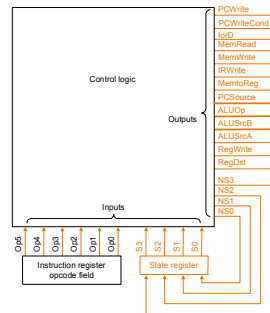 PCWrite
PCWriteCond
IorD
MemRead
MemWrite
IRWrite
MemtoReg
PCSource
ALUOp
ALUSrcB
ALUSrcA
RegWrite
RegDst
NS3
NS2
NS1
NS0
Control logic
Outputs
Inputs
Op5
Op4
Op3
Op2
Op1
Op0
S3
S2
S1
S0
Instruction register
opcode field
State register